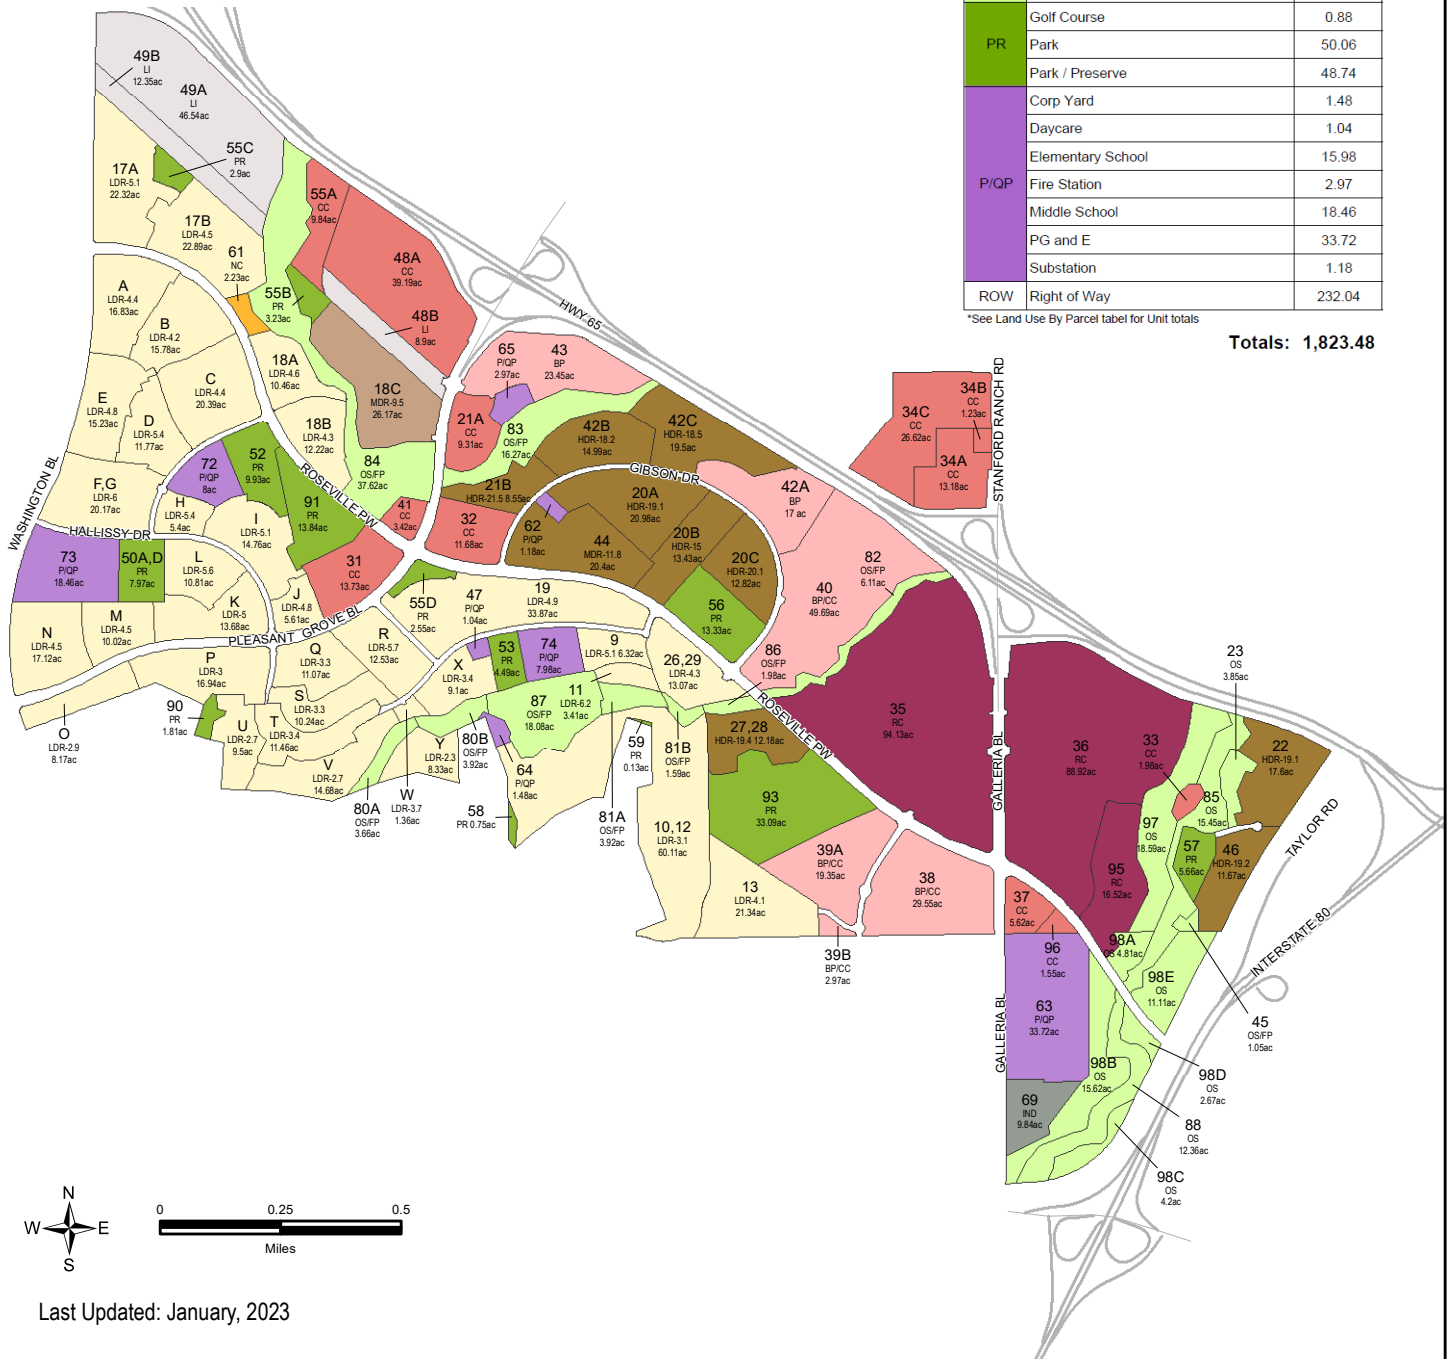 Golf Course 0.88
PR Park 50.06
Park / Preserve 48.74
Corp Yard 1.48
Daycare 1.04
Elementary School 15.98
P/QP Fire Station 2.97
Middle School 18.46
PG and E 33.72
Substation 1.18
ROW Right of Way 232.04
*See Land Use By Parcel tabel for Unit totals
Totals: 1,823.48
49B
LI
12.35ac
49A
LI
46.54ac
55C
PR
2.9ac
17A
LDR-5.1
22.32ac
17B
LDR-4.5
22.89ac
61
NC
2.23ac
55A
CC
9.84ac
48A
CC
39.19ac
55B
PR
3.23ac
48B
LI
8.9ac
HWY 65
A
LDR-4.4
16.83ac
B
LDR-4.2
15.78ac
C
LDR-4.4
20.39ac
18A
LDR-4.6
10.46ac
18C
MDR-9.5
26.17ac
65
P/QP
2.97ac
43
BP
23.45ac
E
LDR-4.8
15.23ac
D
LDR-5.4
11.77ac
18B
LDR-4.3
12.22ac
21A
CC
9.31ac
83
OS/FP
16.27ac
42B
HDR-18.2
14.99ac
42C
HDR-18.5
19.5ac
34B
CC
1.23ac
34C
CC
26.62ac
34A
CC
13.18ac
STANFORD RANCH RD
WASHINGTON BL
F,G
LDR-6
20.17ac
72
P/QP
8ac
52
PR
9.93ac
ROSEVILLE PW
84
OS/FP
37.62ac
GIBSON DR
21B
HDR-21.5 8.55ac
20A
HDR-19.1
20.98ac
42A
BP
17 ac
H
LDR-5.4
5.4ac
I
LDR-5.1
14.76ac
91
PR
13.84ac
41
CC
3.42ac
32
CC
11.68ac
62
P/QP
1.18ac
44
MDR-11.8
20.4ac
20B
HDR-15
13.43ac
20C
HDR-20.1
12.82ac
HALLISSY DR
73
P/QP
18.46ac
50A,D
PR
7.97ac
L
LDR-5.6
10.81ac
31
CC
13.73ac
82
OS/FP
6.11ac
40
BP/CC
49.69ac
K
LDR-5
13.68ac
J
LDR-4.8
5.61ac
55D
PR
2.55ac
47
P/QP
1.04ac
19
LDR-4.9
33.87ac
56
PR
13.33ac
M
LDR-4.5
10.02ac
N
LDR-4.5
17.12ac
PLEASANT GROVE BL
R
LDR-5.7
12.53ac
Q
LDR-3.3
11.07ac
P
LDR-3
16.94ac
X
LDR-3.4
9.1ac
53
PR
4.49ac
74
P/QP
7.98ac
9
LDR-5.1 6.32ac
26,29
LDR-4.3
13.07ac
86
OS/FP
1.98ac
S
LDR-3.3
10.24ac
87
OS/FP
18.08ac
11
LDR-6.2
3.41ac
ROSEVILLE PW
35
RC
94.13ac
23
OS
3.85ac
O
LDR-2.9
8.17ac
90
PR
1.81ac
U
LDR-2.7
9.5ac
T
LDR-3.4
11.46ac
V
LDR-2.7
14.68ac
80A
OS/FP
3.66ac
W
LDR-3.7
1.36ac
Y
LDR-2.3
8.33ac
80B
OS/FP
3.92ac
64
P/QP
1.48ac
58
PR 0.75ac
59
PR
0.13ac
81B
OS/FP
1.59ac
81A
OS/FP
3.92ac
27,28
HDR-19.4 12.18ac
93
PR
33.09ac
10,12
LDR-3.1
60.11ac
13
LDR-4.1
21.34ac
39A
BP/CC
19.35ac
38
BP/CC
29.55ac
39B
BP/CC
2.97ac
GALLERIA BL
36
RC
88.92ac
33
CC
1.98ac
22
HDR-19.1
17.6ac
85
OS
15.45ac
97
OS
18.59ac
57
PR
5.66ac
46
HDR-19.2
11.67ac
TAYLOR RD
95
RC
16.52ac
37
CC
5.62ac
96
CC
1.55ac
98A
OS 4.81ac
98E
OS
11.11ac
INTERSTATE 80
45
OS/FP
1.05ac
63
P/QP
33.72ac
GALLERIA BL
98B
OS
15.62ac
98D
OS
2.67ac
69
IND
9.84ac
88
OS
12.36ac
98C
OS
4.2ac
N
W E
S
0 0.25 0.5
Miles
Last Updated: January, 2023